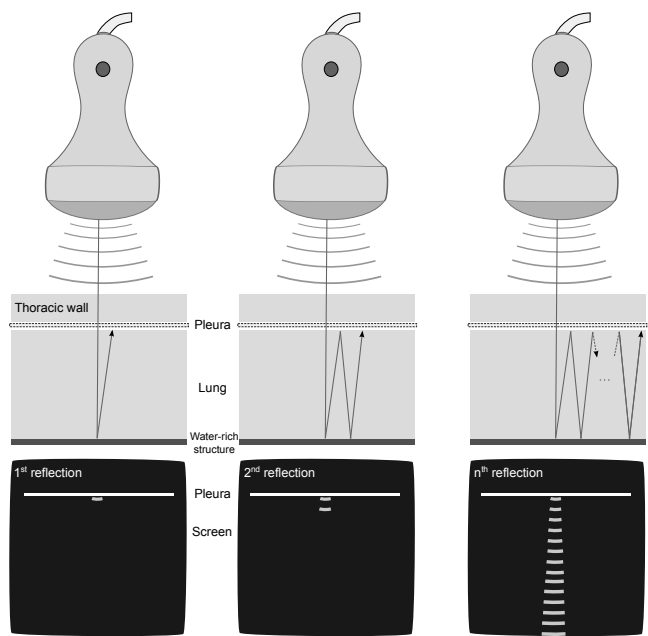 Thoracic wall
Pleura
Lung
Water-rich
structure
1st reflection
2nd reflection
nth reflection
Pleura
Screen
...